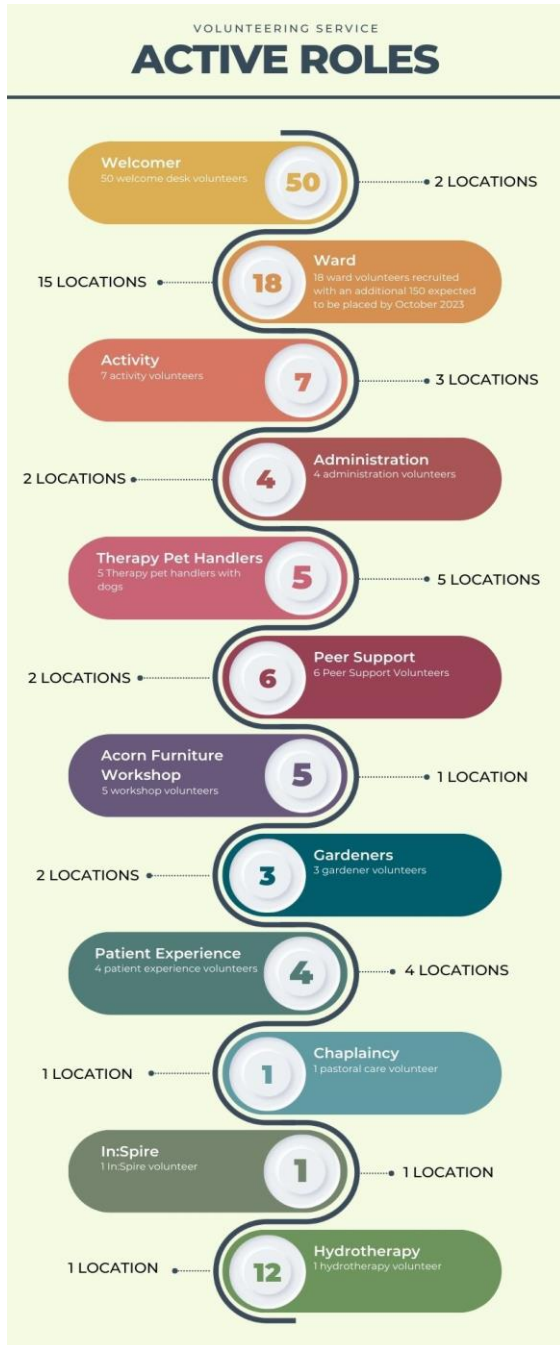 VOLUNTEERING SERVICE
ACTIVE ROLES
Welcomer
50 welcome desk volunteers
50
2 LOCATIONS
15 LOCATIONS
18
Ward
18 ward volunteers recruited
with an additional 150 expected
to be placed by October 2023
Activity
7 activity volunteers
7
3 LOCATIONS
2 LOCATIONS
4
Administration
4 administration volunteers
Therapy Pet Handlers
5 Therapy pet handlers with
dogs
5
5 LOCATIONS
2 LOCATIONS
6
Peer Support
6 Peer Support Volunteers
Acorn Furniture
Workshop
5 workshop volunteers
5
1 LOCATION
2 LOCATIONS
3
Gardeners
3 gardener volunteers
Patient Experience
4 patient experience volunteers
4
4 LOCATIONS
1 LOCATION
1
Chaplaincy
1 pastoral care volunteer
In:Spire
1 In:Spire volunteer
1
1 LOCATION
1 LOCATION
12
Hydrotherapy
1 hydrotherapy volunteer